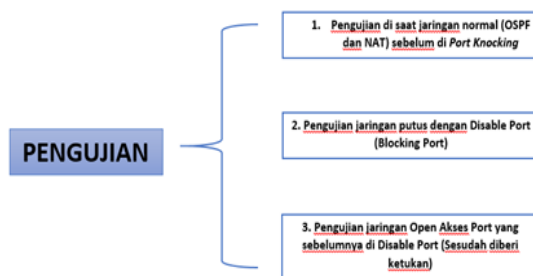 PENGUJIAN
1. Pengujian di saat jaringan normal (OSPF
dan NAT) sebelum di Port Knocking
2. Pengujian jaringan putus dengan Disable Port
(Blocking Port)
3. Pengujian jaringan Open Akses Port yang
sebelumnya di Disable Port (Sesudah diberi
ketukan)